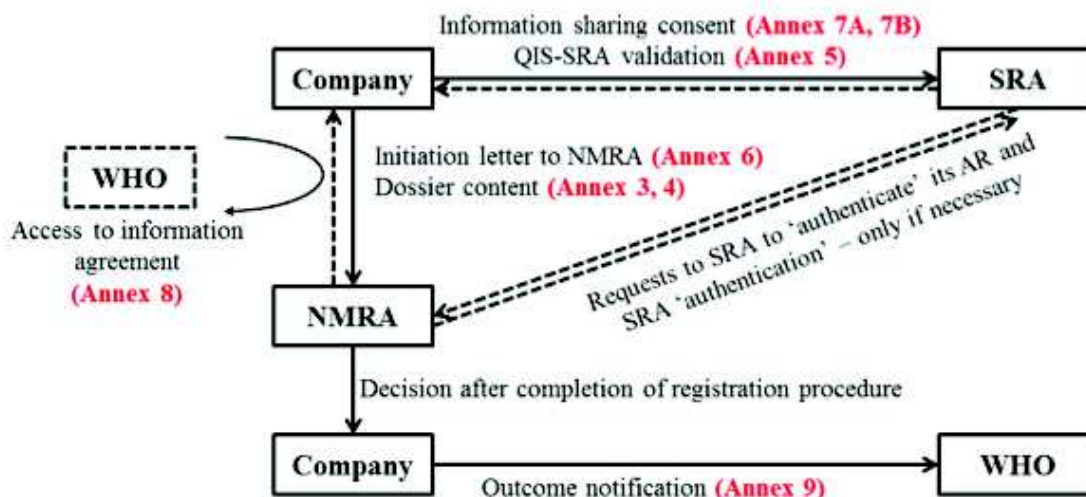 Information sharing consent (Annex 7A, 7B)
QIS-SRA validation (Annex 5)
Company
SRA
Initiation letter to NMRA (Annex 6)
Dossier content (Annex 3, 4)
WHO
Access to information
agreement
(Annex 8)
Requests to SRA to ‘authenticate’ its AR and
SRA ‘authentication’ – only if necessary
NMRA
Decision after completion of registration procedure
Company
WHO
Outcome notification (Annex 9)